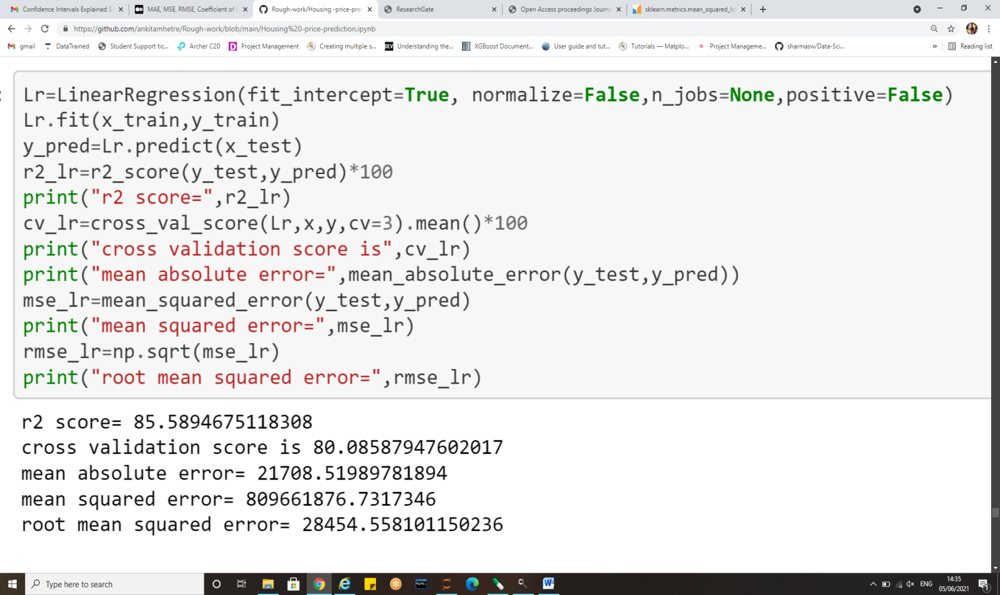 Confidence Intervals Explained Si
MAE, MSE, RMSE, Coefficient of D
Rough-work/Housing -price-pred
ResearchGate
Open Access proceedings Journa
sklearn.metrics.mean_squared_lo
https://github.com/ankitamhetre/Rough-work/blob/main/Housing%20-price-prediction.ipynb
gmail DataTrained Student Support tic... Archer C20 Project Management Creating multiple s... DEV Understanding the... XGBoost Document... User guide and tut... Tutorials — Matplo... Project Manageme... sharmasw/Data-Sci... » Reading list
Lr=LinearRegression(fit_intercept=True, normalize=False,n_jobs=None,positive=False)
Lr.fit(x_train,y_train)
y_pred=Lr.predict(x_test)
r2_lr=r2_score(y_test,y_pred)*100
print("r2 score=",r2_lr)
cv_lr=cross_val_score(Lr,x,y,cv=3).mean()*100
print("cross validation score is",cv_lr)
print("mean absolute error=",mean_absolute_error(y_test,y_pred))
mse_lr=mean_squared_error(y_test,y_pred)
print("mean squared error=",mse_lr)
rmse_lr=np.sqrt(mse_lr)
print("root mean squared error=",rmse_lr)
r2 score= 85.5894675118308
cross validation score is 80.08587947602017
mean absolute error= 21708.51989781894
mean squared error= 809661876.7317346
root mean squared error= 28454.558101150236
Type here to search
ENG
14:35
05/06/2021
1